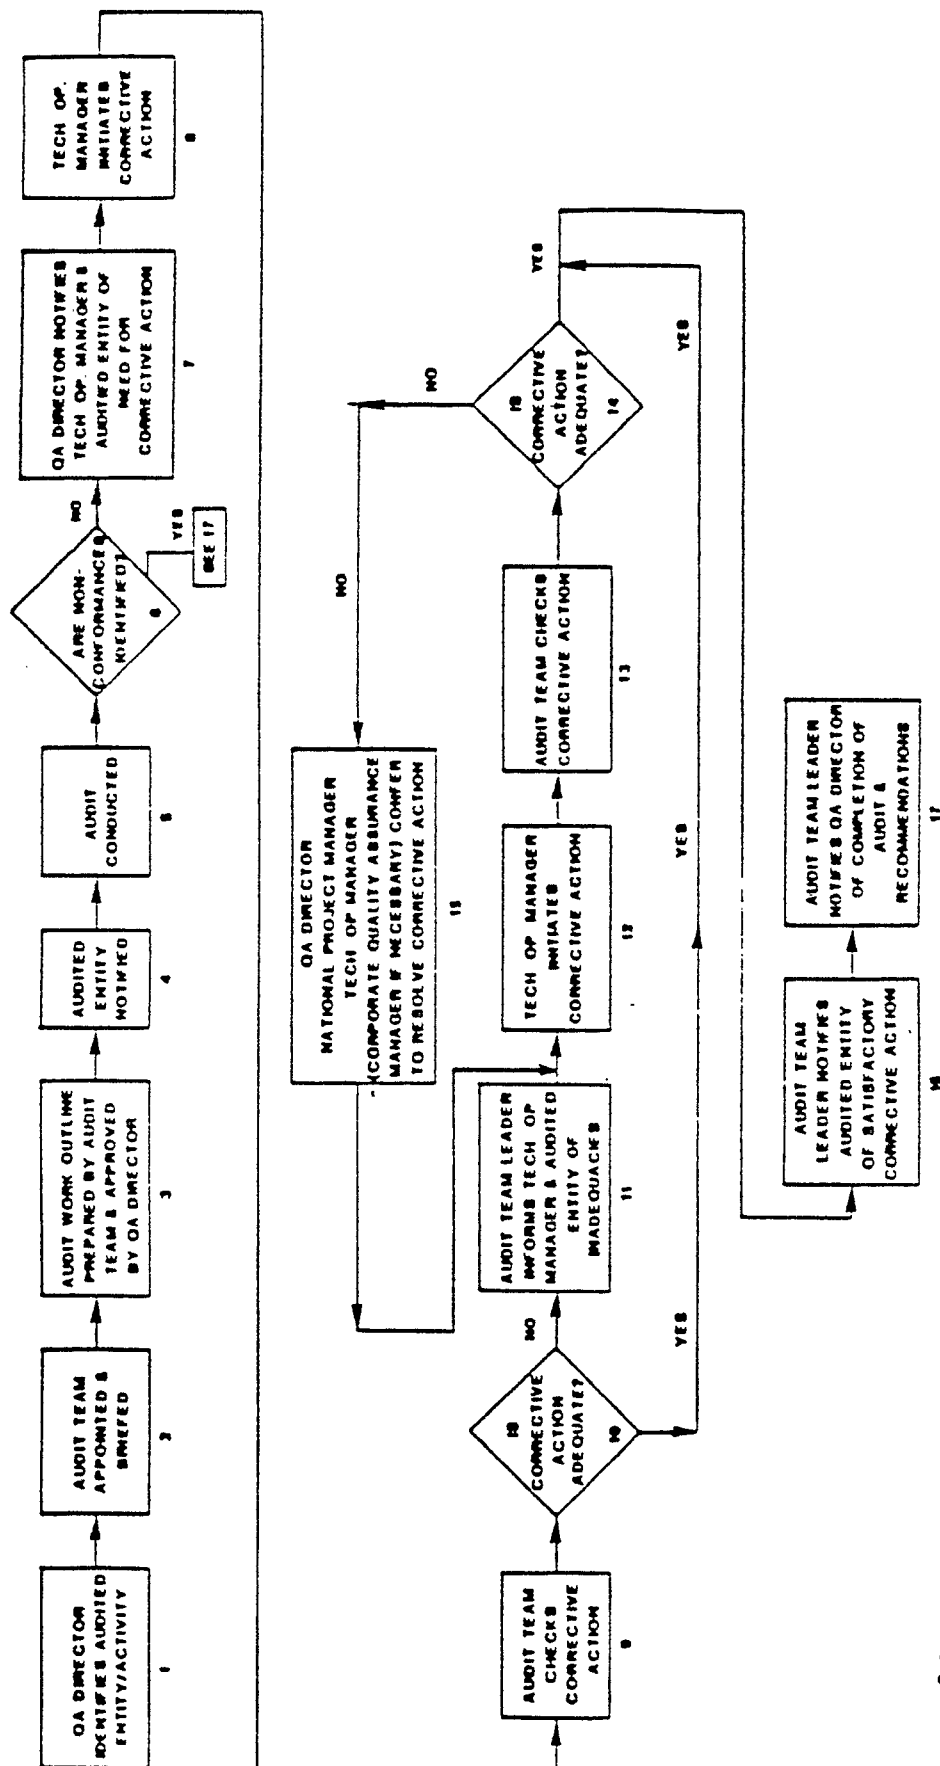 QA DIRECTOR
IDENTIFIES AUDITED
ENTITY/ACTIVITY
1
AUDIT TEAM
APPOINTED &
BRIEFED
2
AUDIT WORK OUTLINE
PREPARED BY AUDIT
TEAM & APPROVED
BY QA DIRECTOR
3
AUDITED
ENTITY
NOTIFIED
4
AUDIT
CONDUCTED
5
ARE NON-
CONFORMANCES
IDENTIFIED?
6
NO
YES
SEE 17
QA DIRECTOR NOTIFIES
TECH OP. MANAGER &
AUDITED ENTITY OF
NEED FOR
CORRECTIVE ACTION
7
TECH OP.
MANAGER
INITIATES
CORRECTIVE
ACTION
8
AUDIT TEAM
CHECKS
CORRECTIVE
ACTION
9
IS
CORRECTIVE
ACTION
ADEQUATE?
10
NO
YES
AUDIT TEAM LEADER
INFORMS TECH OP
MANAGER & AUDITED
ENTITY OF
INADEQUACIES
11
TECH OP MANAGER
INITIATES
CORRECTIVE ACTION
12
AUDIT TEAM CHECKS
CORRECTIVE ACTION
13
IS
CORRECTIVE
ACTION
ADEQUATE?
14
NO
NO
YES
YES
YES
QA DIRECTOR
NATIONAL PROJECT MANAGER
TECH OP MANAGER
(CORPORATE QUALITY ASSURANCE
MANAGER IF NECESSARY) CONFER
TO RESOLVE CORRECTIVE ACTION
15
AUDIT TEAM
LEADER NOTIFIES
AUDITED ENTITY
OF SATISFACTORY
CORRECTIVE ACTION
16
AUDIT TEAM LEADER
NOTIFIES QA DIRECTOR
OF COMPLETION OF
AUDIT &
RECOMMENDATIONS
17